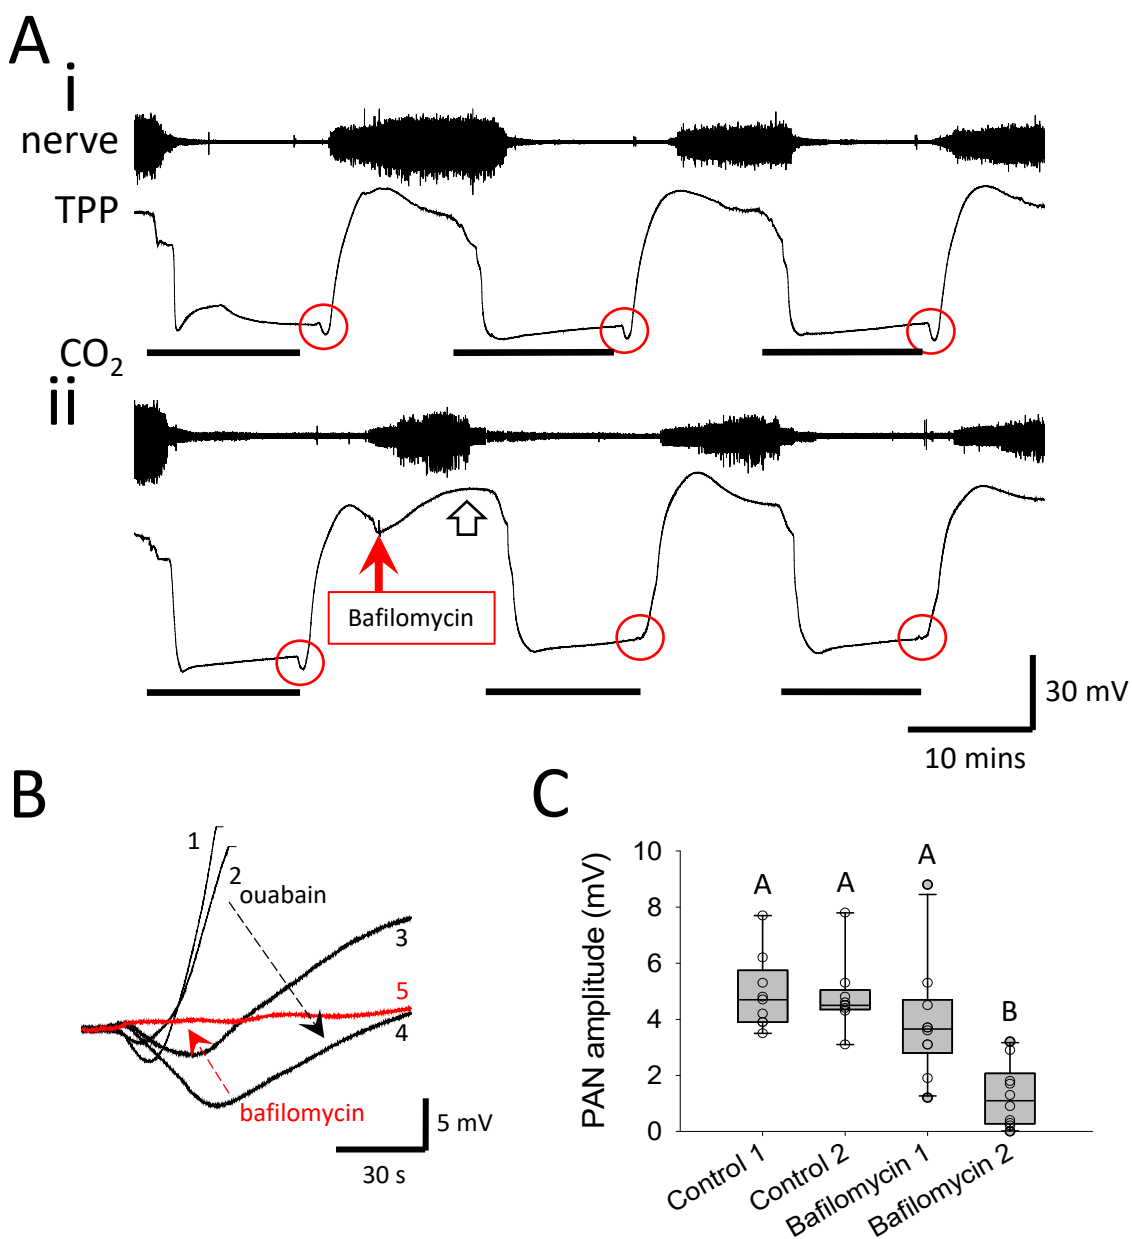 A
i
nerve
TPP
CO2
ii
Bafilomycin
30 mV
10 mins
B
1
2
ouabain
3
5
4
bafilomycin
5 mV
30 s
C
PAN amplitude (mV)
10
8
6
4
2
0
A
A
A
B
Control 1
Control 2
Bafilomycin 1
Bafilomycin 2